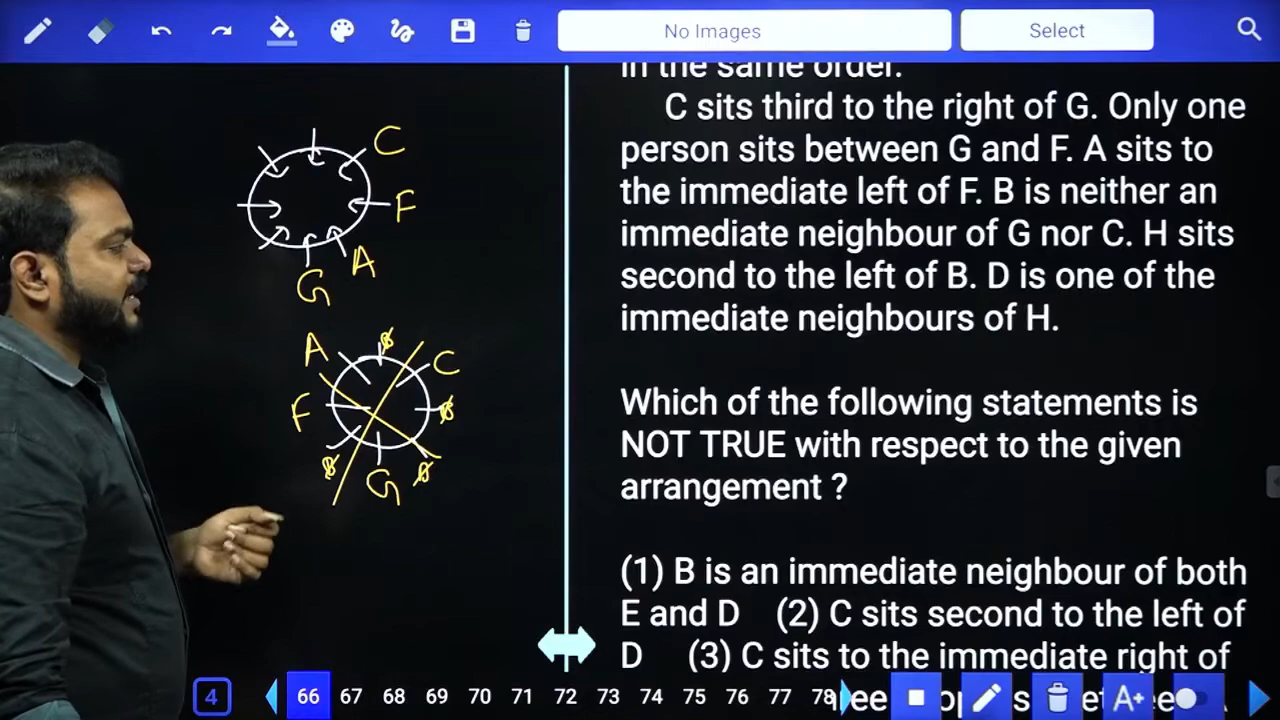 No Images
Select
in the same order.
C sits third to the right of G. Only one
person sits between G and F. A sits to
the immediate left of F. B is neither an
immediate neighbour of G nor C. H sits
second to the left of B. D is one of the
immediate neighbours of H.
Which of the following statements is
NOT TRUE with respect to the given
arrangement ?
(1) B is an immediate neighbour of both
E and D (2) C sits second to the left of
D (3) C sits to the immediate right of
C
F
A
G
A
B
C
F
B
B
G
B
4
66
67
68
69
70
71
72
73
74
75
76
77
78
A+